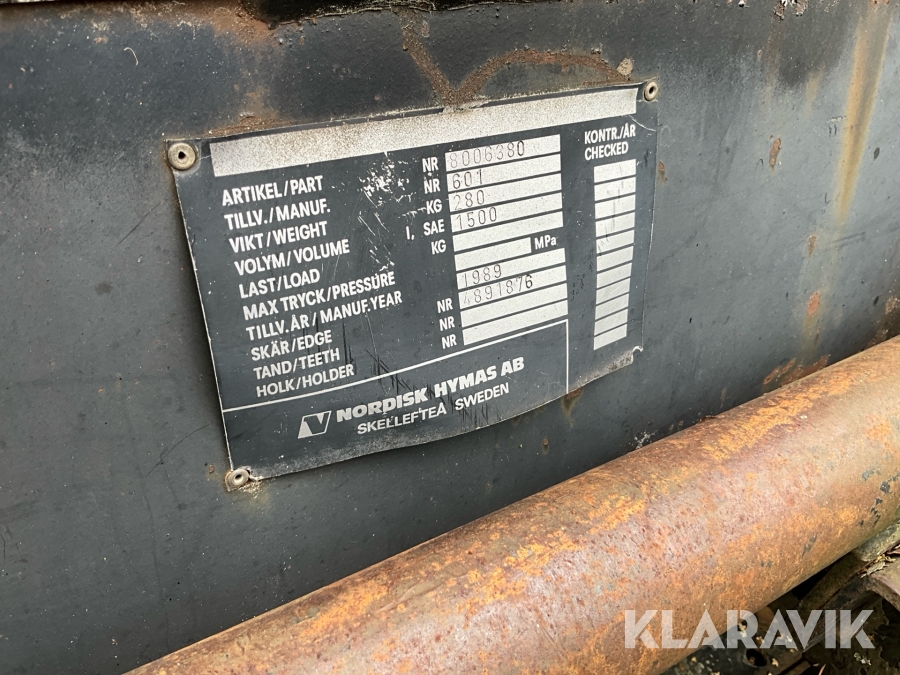 ARTIKEL/PART NR 8006380
TILLV./MANUF. NR 601
VIKT/WEIGHT KG 280
VOLYM/VOLUME l, SAE 1500
LAST/LOAD KG
MAX TRYCK/PRESSURE MPa
TILLV.ÅR/MANUF.YEAR 1989
SKÄR/EDGE NR 4891876
TAND/TEETH NR
HOLK/HOLDER NR
KONTR./ÅR
CHECKED
NORDISK HYMAS AB
SKELLEFTEÅ SWEDEN
KLARAVIK